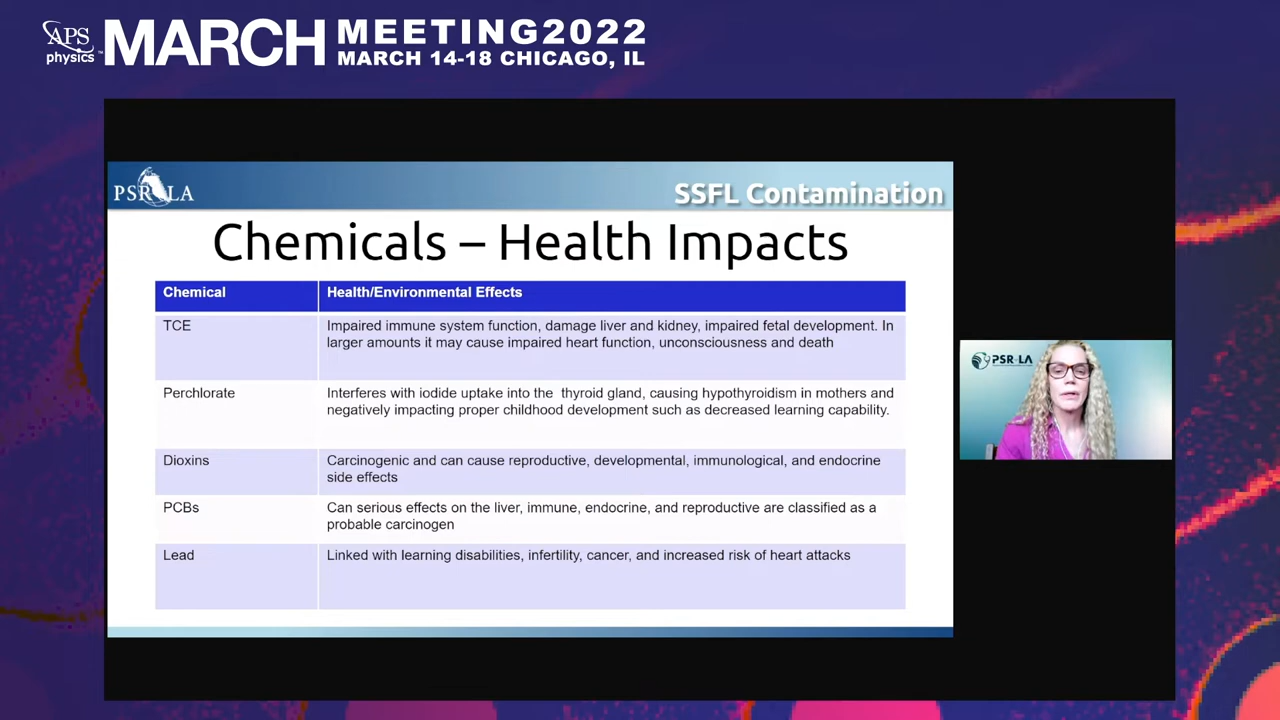 APS
physics
MARCH
MEETING2022
MARCH 14-18 CHICAGO, IL
PSR LA
SSFL Contamination
Chemicals – Health Impacts
Chemical
Health/Environmental Effects
TCE
Impaired immune system function, damage liver and kidney, impaired fetal development. In
larger amounts it may cause impaired heart function, unconsciousness and death
Perchlorate
Interferes with iodide uptake into the thyroid gland, causing hypothyroidism in mothers and
negatively impacting proper childhood development such as decreased learning capability.
Dioxins
Carcinogenic and can cause reproductive, developmental, immunological, and endocrine
side effects
PCBs
Can serious effects on the liver, immune, endocrine, and reproductive are classified as a
probable carcinogen
Lead
Linked with learning disabilities, infertility, cancer, and increased risk of heart attacks
PSR-LA